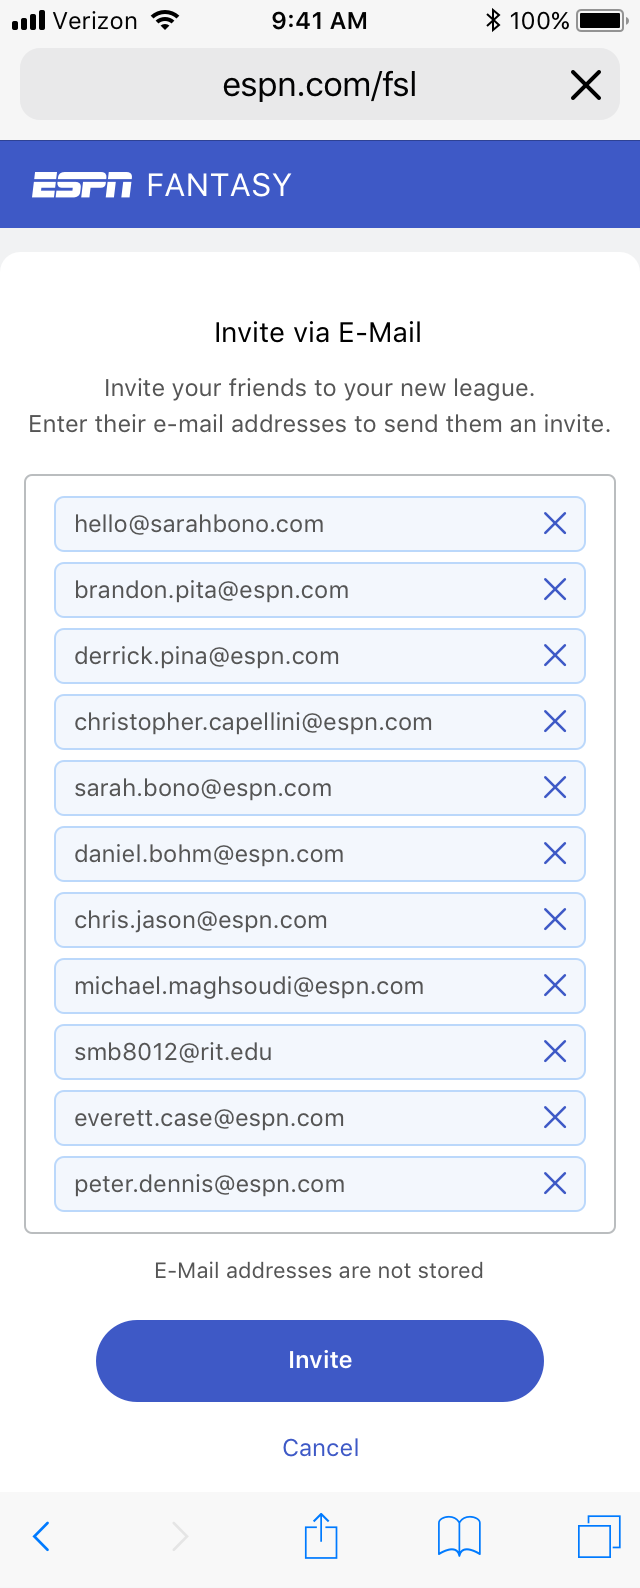 Verizon 9:41 AM 100%
espn.com/fsl
ESPN FANTASY
Invite via E-Mail
Invite your friends to your new league.
Enter their e-mail addresses to send them an invite.
hello@sarahbono.com
brandon.pita@espn.com
derrick.pina@espn.com
christopher.capellini@espn.com
sarah.bono@espn.com
daniel.bohm@espn.com
chris.jason@espn.com
michael.maghsoudi@espn.com
smb8012@rit.edu
everett.case@espn.com
peter.dennis@espn.com
E-Mail addresses are not stored
Invite
Cancel